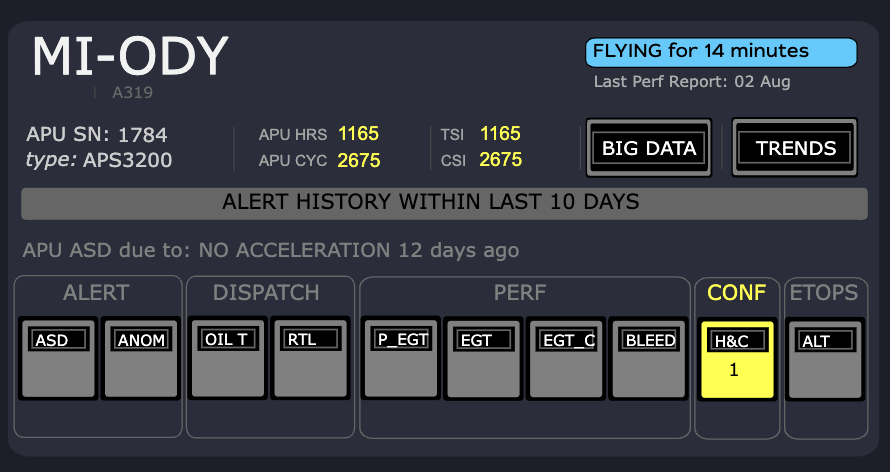 MI-ODY
FLYING for 14 minutes
A319
Last Perf Report: 02 Aug
APU SN: 1784
type: APS3200
APU HRS 1165
APU CYC 2675
TSI 1165
CSI 2675
BIG DATA
TRENDS
ALERT HISTORY WITHIN LAST 10 DAYS
APU ASD due to: NO ACCELERATION 12 days ago
ALERT DISPATCH PERF CONF ETOPS
ASD ANOM OIL T RTL P_EGT EGT EGT_C BLEED H&C ALT
1